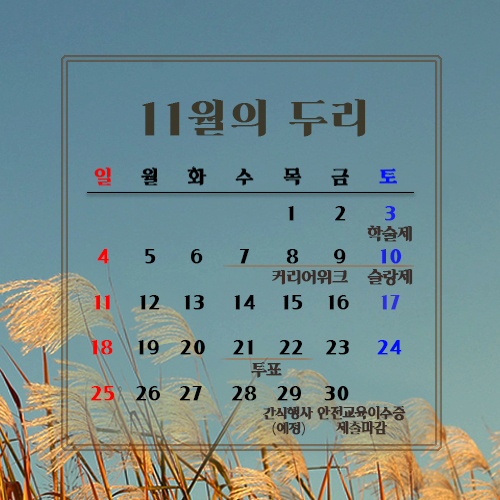 11월의 두리
일 월 화 수 목 금 토
1 2 3
학술제
4 5 6 7 8 9 10
커리어위크 슬랑제
11 12 13 14 15 16 17
18 19 20 21 22 23 24
투표
25 26 27 28 29 30
간식행사 안전교육이수증
(예정) 제출마감